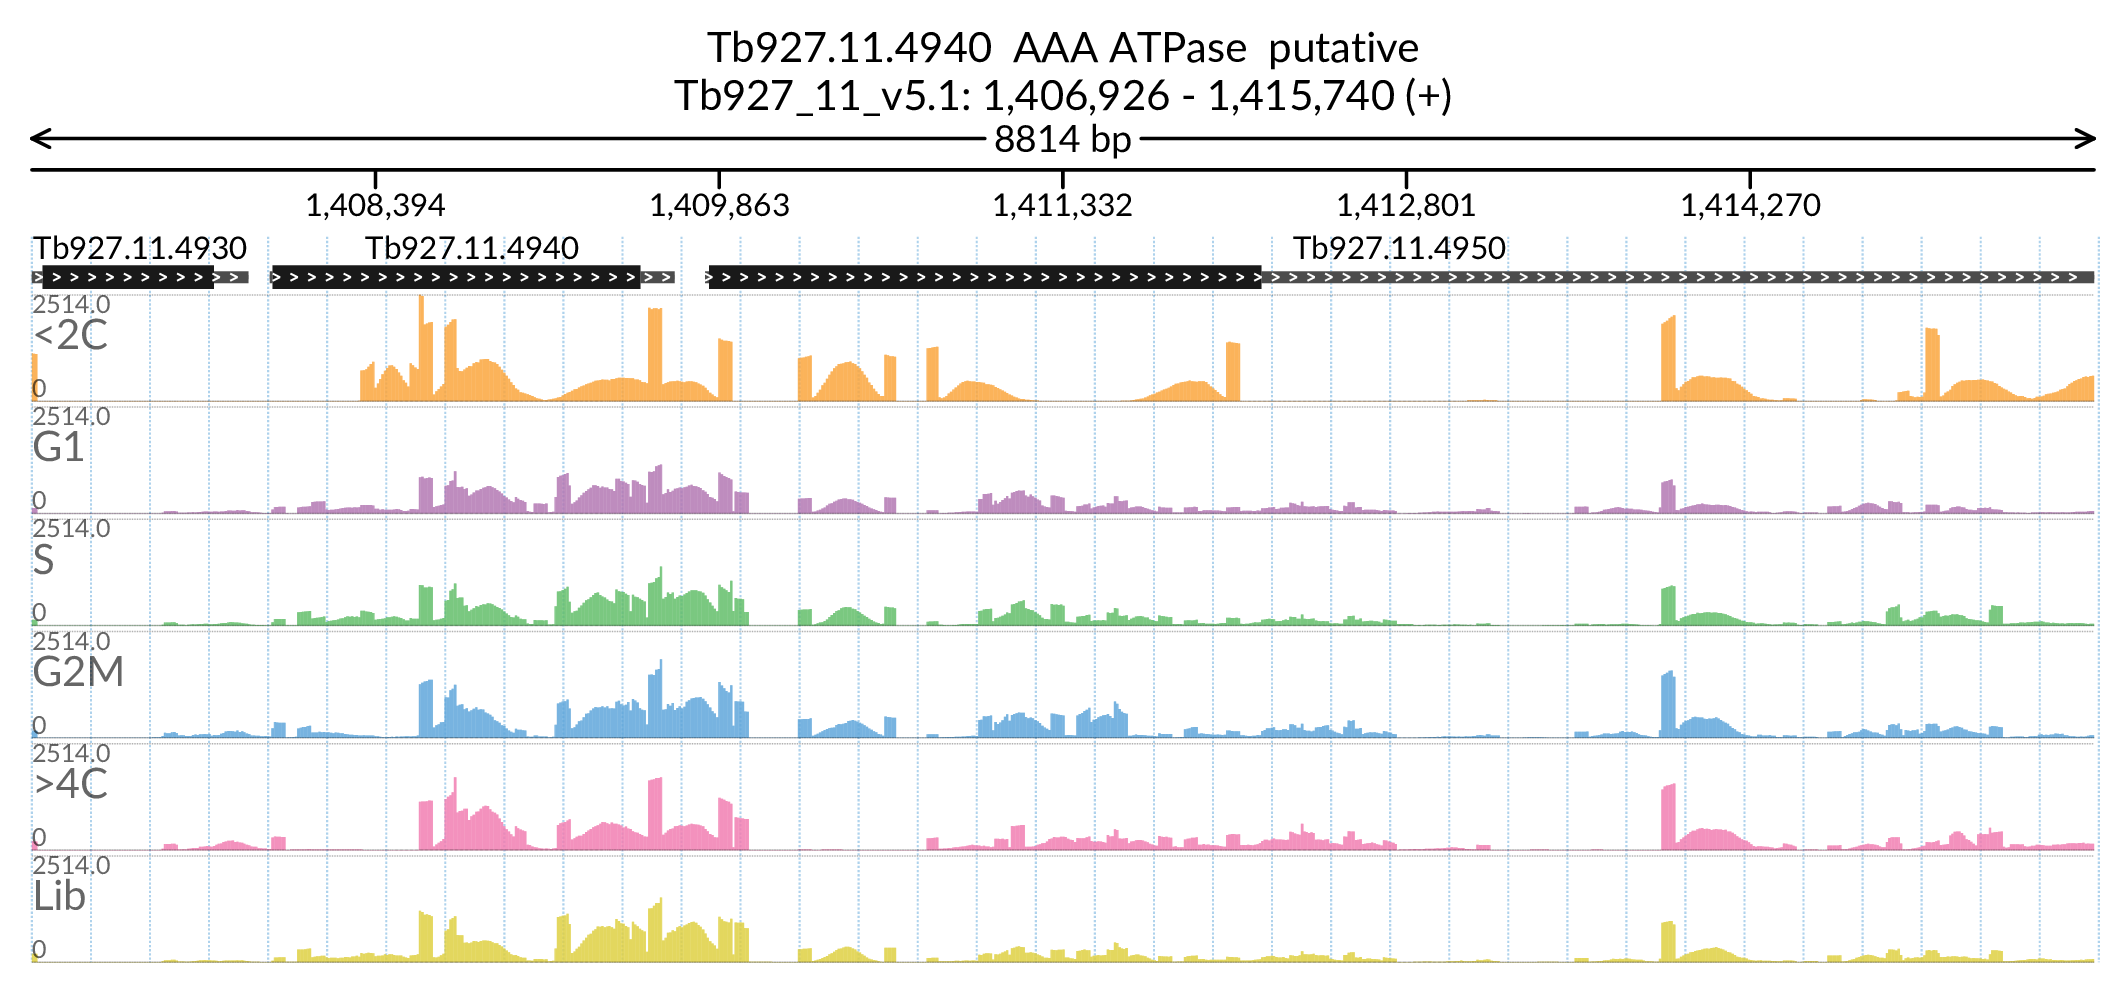 Tb927.11.4940 AAA ATPase putative
Tb927_11_v5.1: 1,406,926 - 1,415,740 (+)
8814 bp
1,408,394 1,409,863 1,411,332 1,412,801 1,414,270
Tb927.11.4930 Tb927.11.4940 Tb927.11.4950
2514.0
<2C
0
2514.0
G1
0
2514.0
S
0
2514.0
G2M
0
2514.0
>4C
0
2514.0
Lib
0